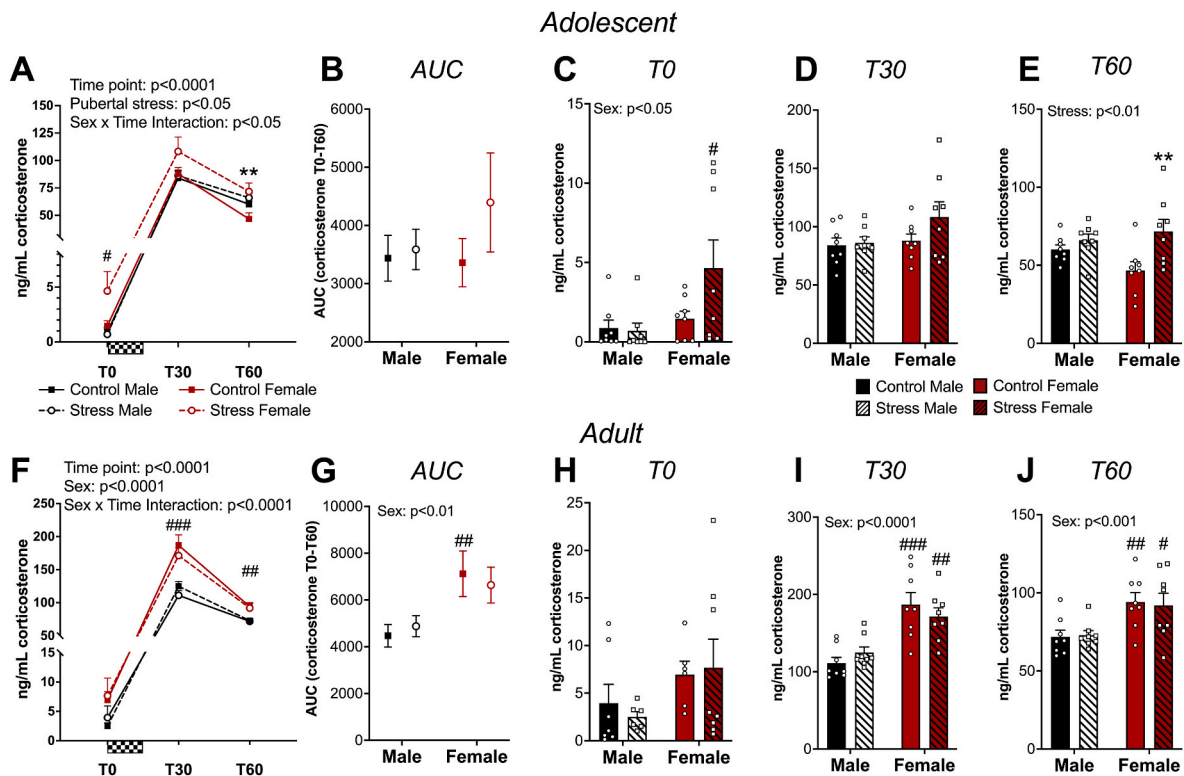 Adolescent
A
Time point: p<0.0001
Pubertal stress: p<0.05
Sex x Time Interaction: p<0.05
ng/mL corticosterone
150
125
100
75
50
10
5
0
#
**
T0
T30
T60
Control Male
Control Female
Stress Male
Stress Female
B
AUC
AUC (corticosterone T0-T60)
6000
5000
4000
3000
2000
Male
Female
C
T0
Sex: p<0.05
ng/mL corticosterone
15
10
5
0
#
Male
Female
D
T30
ng/mL corticosterone
200
150
100
50
0
Male
Female
E
T60
Stress: p<0.01
ng/mL corticosterone
150
100
50
0
**
Male
Female
Control Male
Control Female
Stress Male
Stress Female
Adult
F
Time point: p<0.0001
Sex: p<0.0001
Sex x Time Interaction: p<0.0001
ng/mL corticosterone
250
200
150
100
50
15
10
5
0
###
##
T0
T30
T60
G
AUC
Sex: p<0.01
AUC (corticosterone T0-T60)
10000
8000
6000
4000
2000
0
##
Male
Female
H
T0
ng/mL corticosterone
25
20
15
10
5
0
Male
Female
I
T30
Sex: p<0.0001
ng/mL corticosterone
300
200
100
0
###
##
Male
Female
J
T60
Sex: p<0.001
ng/mL corticosterone
150
100
50
0
##
#
Male
Female